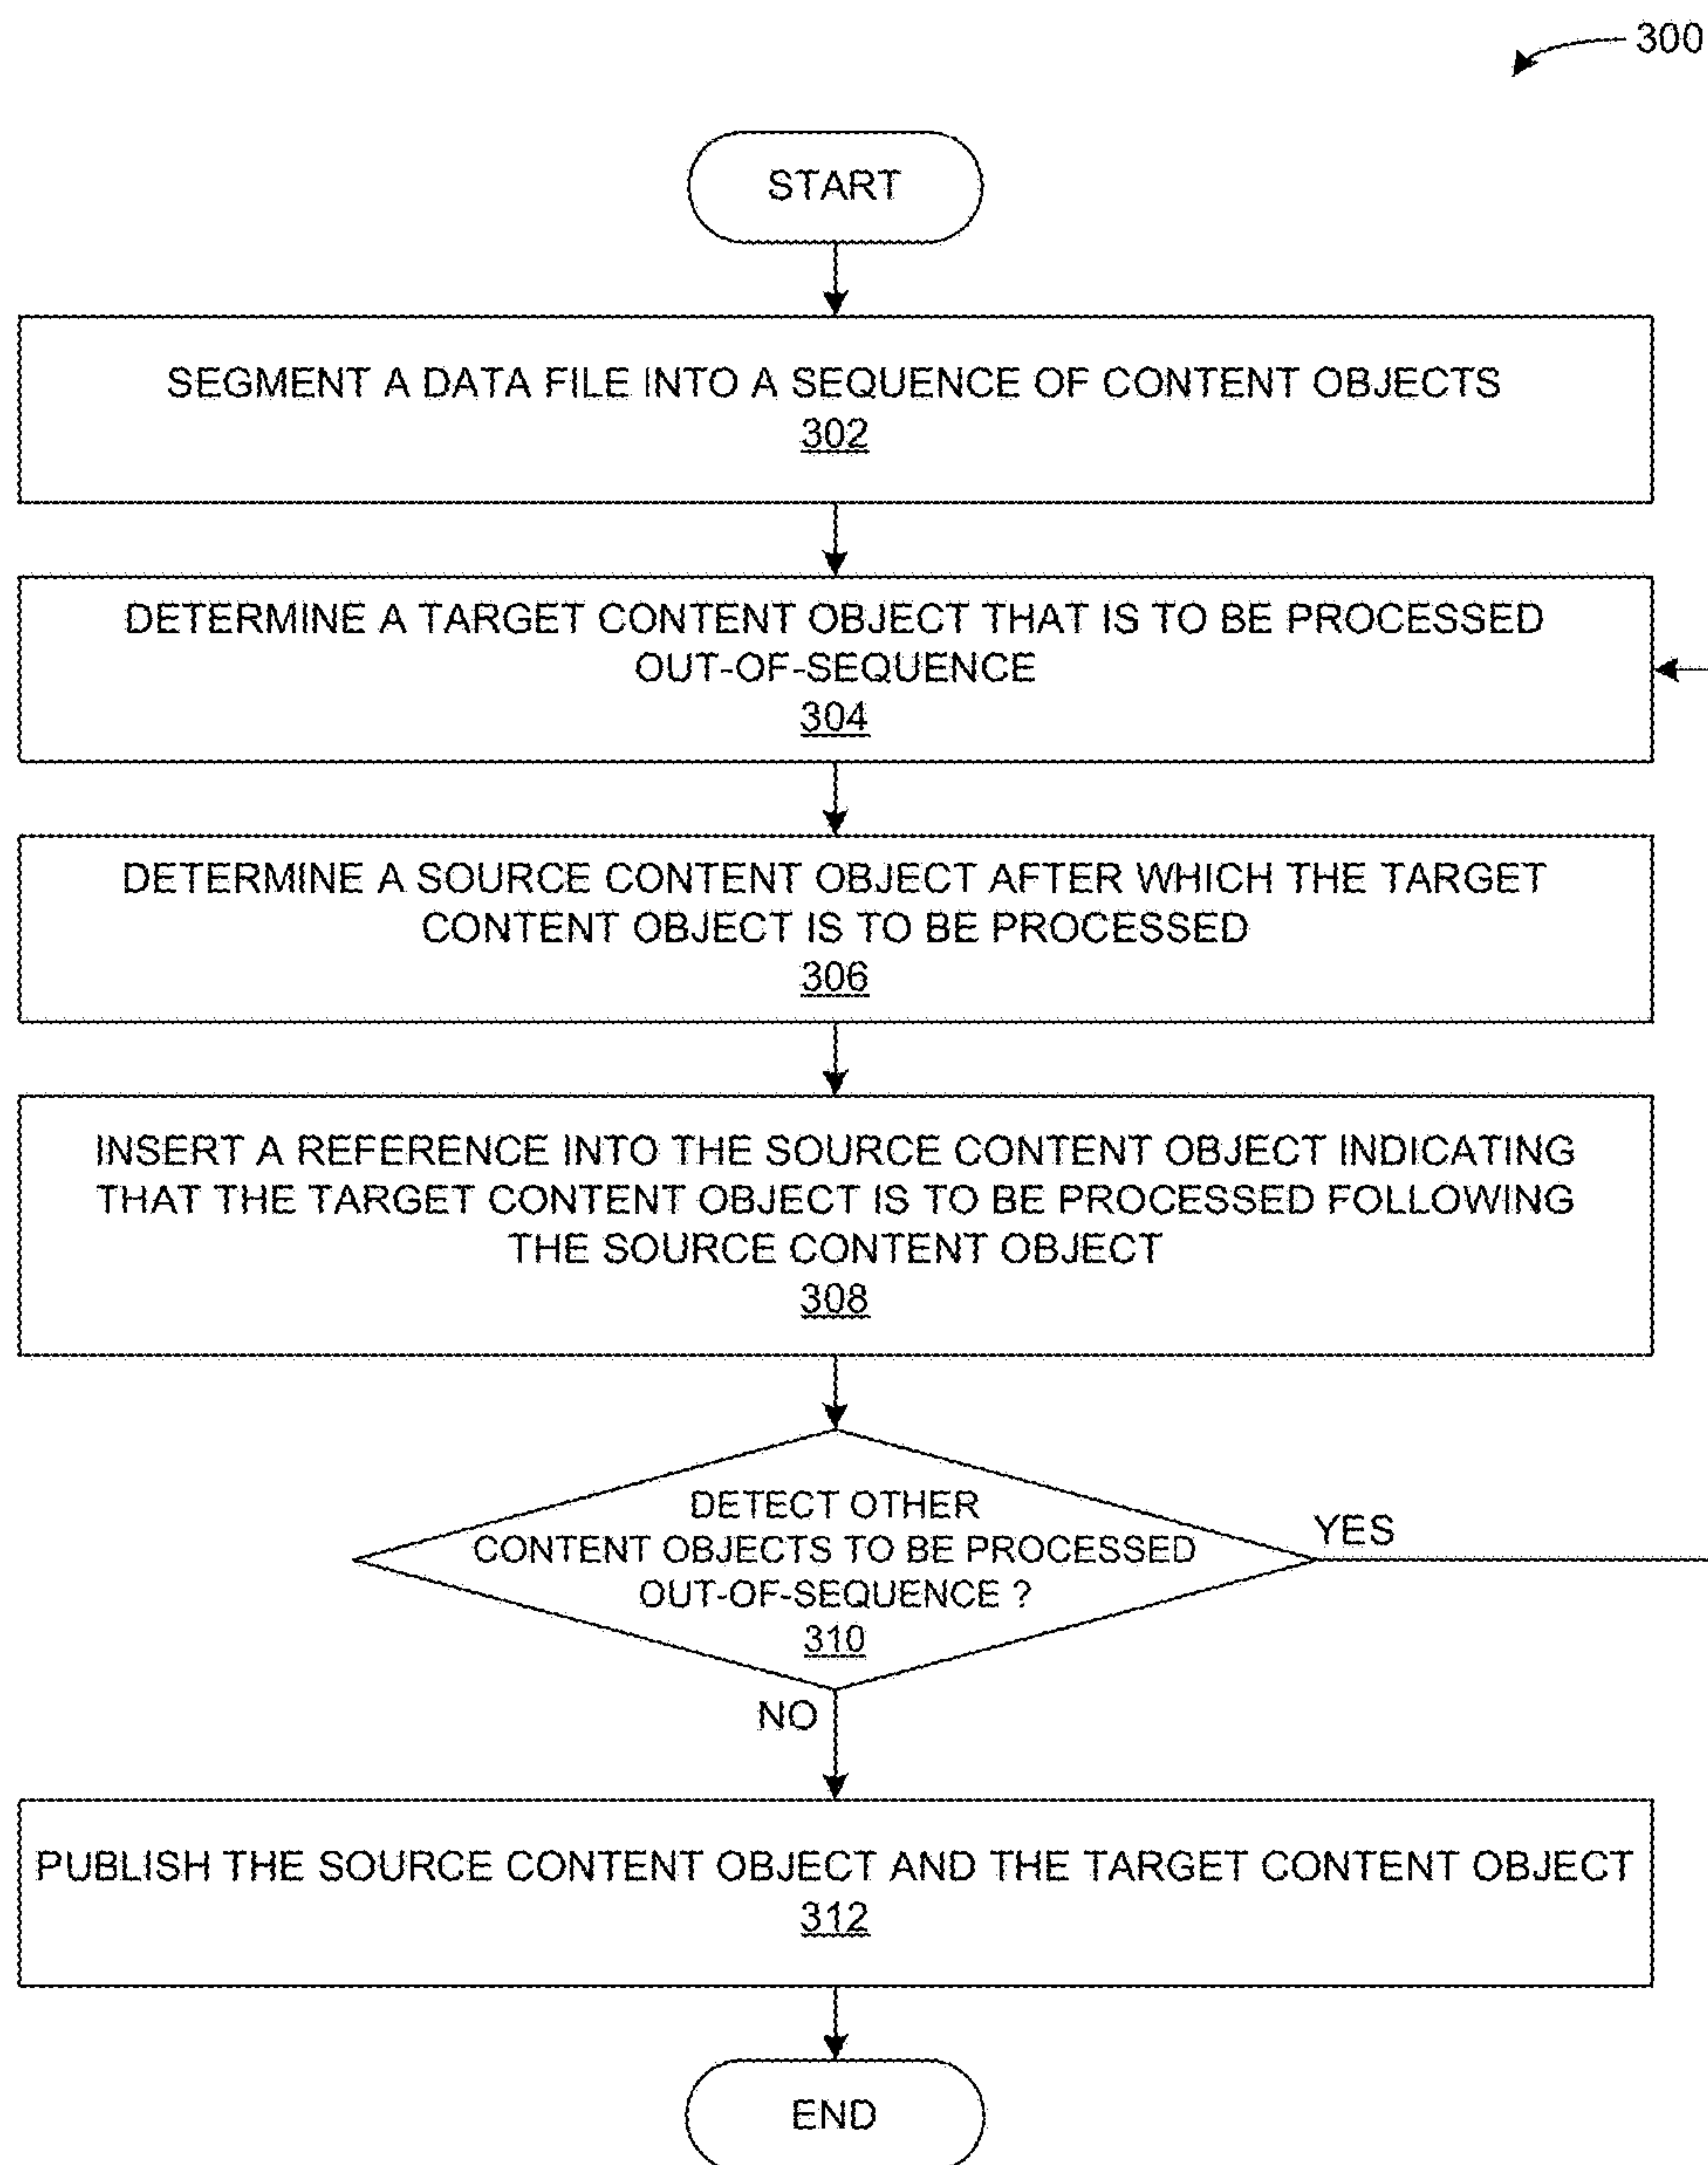 300
START
SEGMENT A DATA FILE INTO A SEQUENCE OF CONTENT OBJECTS
302
DETERMINE A TARGET CONTENT OBJECT THAT IS TO BE PROCESSED
OUT-OF-SEQUENCE
304
DETERMINE A SOURCE CONTENT OBJECT AFTER WHICH THE TARGET
CONTENT OBJECT IS TO BE PROCESSED
306
INSERT A REFERENCE INTO THE SOURCE CONTENT OBJECT INDICATING
THAT THE TARGET CONTENT OBJECT IS TO BE PROCESSED FOLLOWING
THE SOURCE CONTENT OBJECT
308
DETECT OTHER
CONTENT OBJECTS TO BE PROCESSED
OUT-OF-SEQUENCE ?
310
YES
NO
PUBLISH THE SOURCE CONTENT OBJECT AND THE TARGET CONTENT OBJECT
312
END